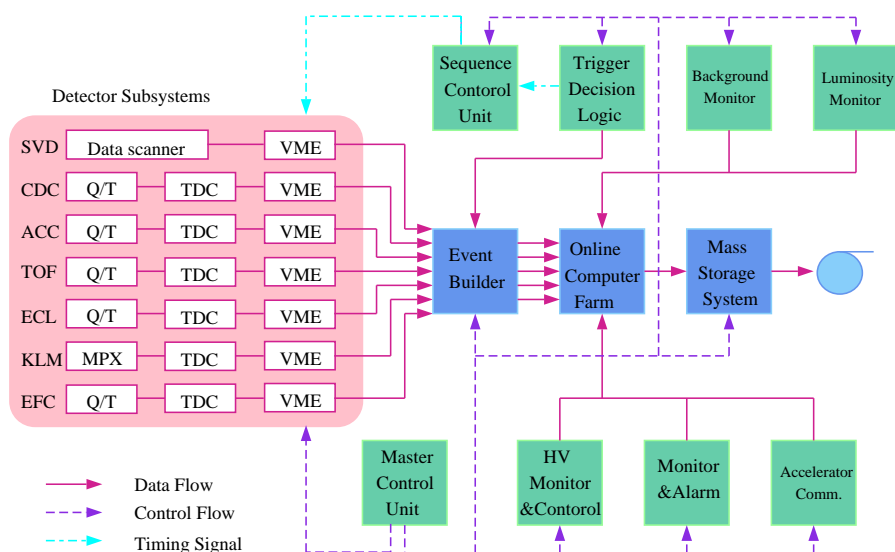 Sequence
Contorol
Unit
Trigger
Decision
Logic
Background
Monitor
Luminosity
Monitor
Detector Subsystems
SVD Data scanner VME
CDC Q/T TDC VME
ACC Q/T TDC VME
TOF Q/T TDC VME
ECL Q/T TDC VME
KLM MPX TDC VME
EFC Q/T TDC VME
Event
Builder
Online
Computer
Farm
Mass
Storage
System
Master
Control
Unit
HV
Monitor
&Contorol
Monitor
&Alarm
Accelerator
Comm.
Data Flow
Control Flow
Timing Signal